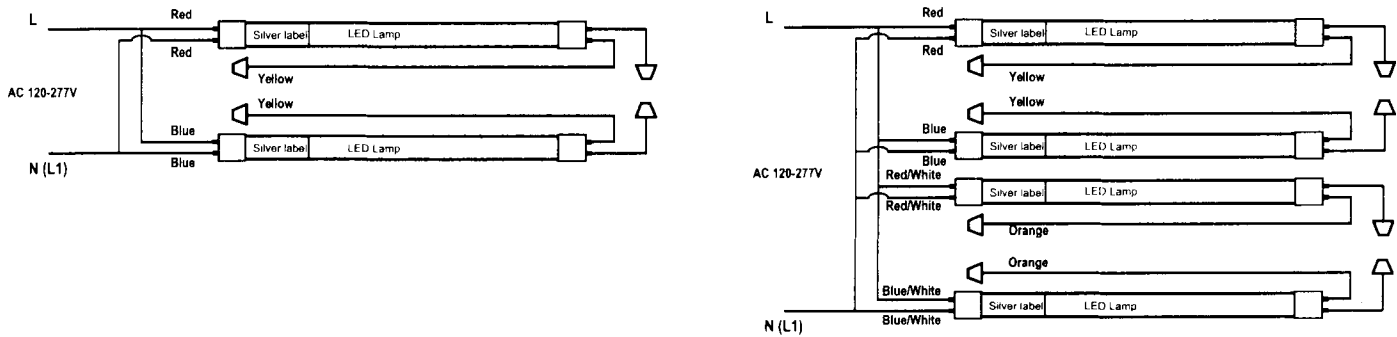 L
Red
Silver label LED Lamp
Red
Yellow
AC 120-277V
Yellow
Blue
Silver label LED Lamp
Blue
N (L1)
Red
Silver label LED Lamp
Red
Yellow
Yellow
Blue
Silver label LED Lamp
Blue
AC 120-277V
Red/White
Silver label LED Lamp
Red/White
Orange
Orange
Blue/White
Silver label LED Lamp
Blue/White
N (L1)